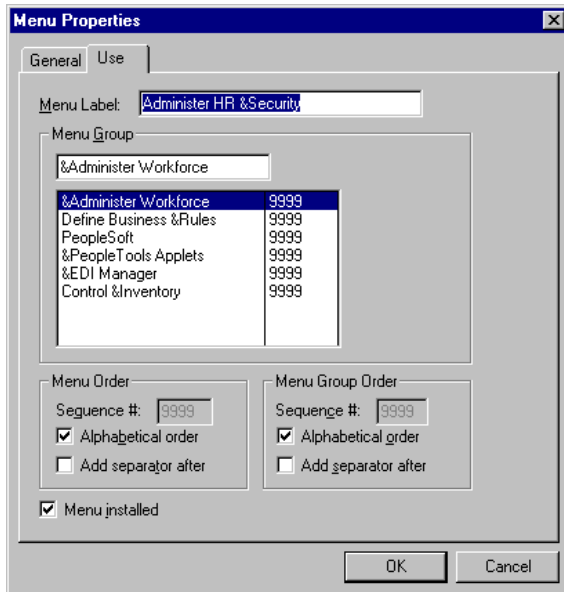 Menu Properties
General Use
Menu Label: Administer HR &Security
Menu Group
&Administer Workforce
&Administer Workforce 9999
Define Business &Rules 9999
PeopleSoft 9999
&PeopleTools Applets 9999
&EDI Manager 9999
Control &Inventory 9999
Menu Order
Sequence #: 9999
Alphabetical order
Add separator after
Menu Group Order
Sequence #: 9999
Alphabetical order
Add separator after
Menu installed
OK Cancel